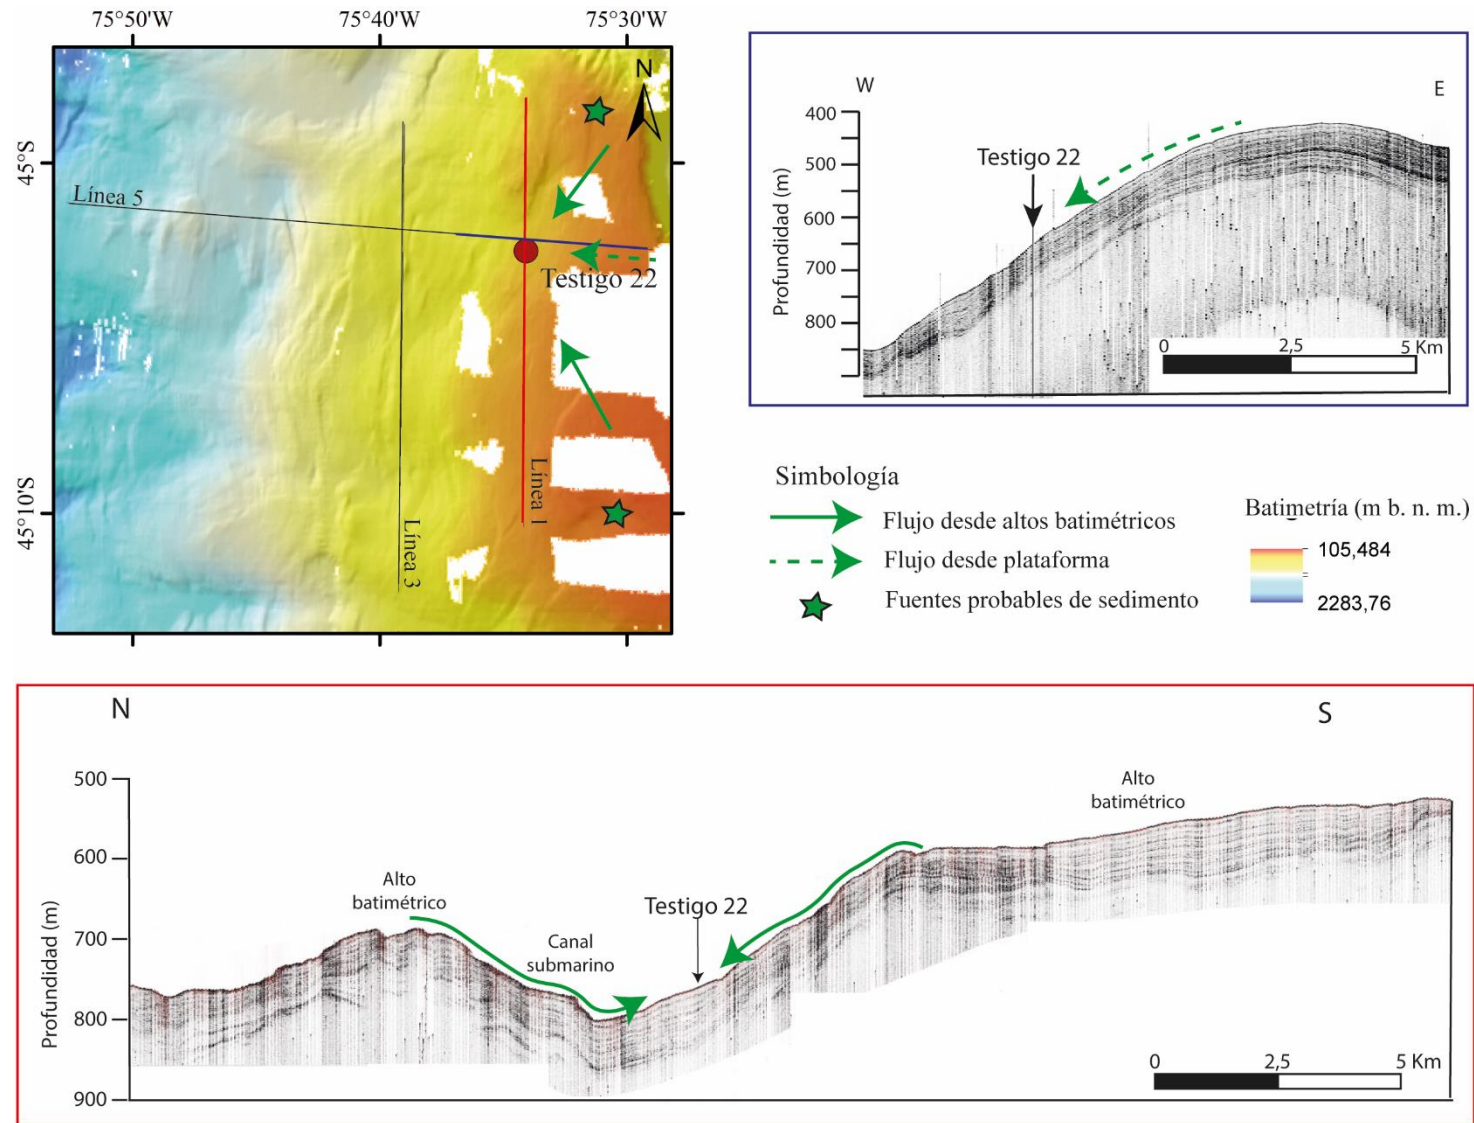 75°50'W 75°40'W 75°30'W
45°S
45°10'S
N
Línea 5
Testigo 22
Línea 1
Línea 3
W E
Testigo 22
Profundidad (m)
400
500
600
700
800
0 2,5 5 Km
Simbología
Flujo desde altos batimétricos
Flujo desde plataforma
Fuentes probables de sedimento
Batimetría (m b. n. m.)
105,484
2283,76
N S
Profundidad (m)
500
600
700
800
900
Alto
batimétrico
Canal
submarino
Testigo 22
Alto
batimétrico
0 2,5 5 Km